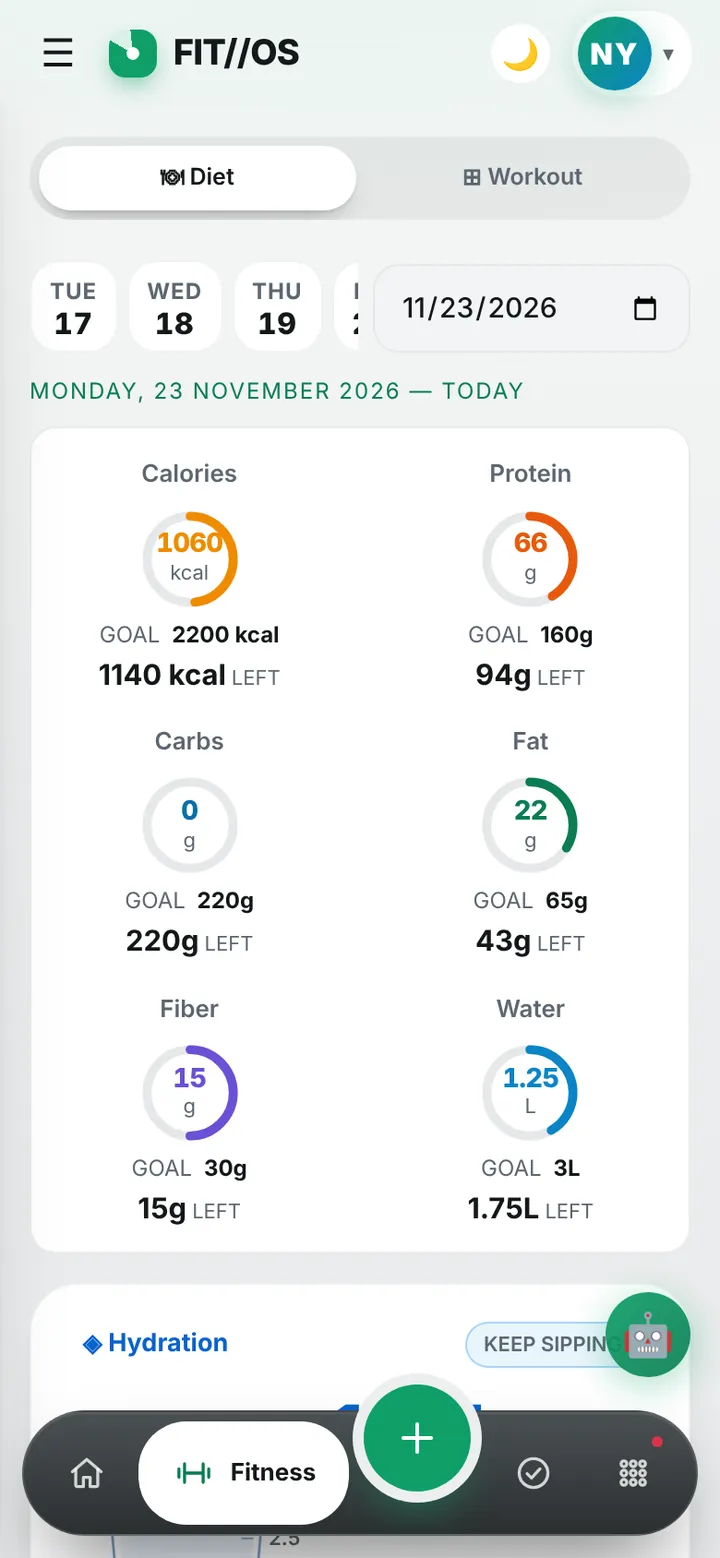 FIT//OS
NY
Diet
Workout
TUE
17
WED
18
THU
19
11/23/2026
MONDAY, 23 NOVEMBER 2026 — TODAY
Calories
1060
kcal
GOAL 2200 kcal
1140 kcal LEFT
Protein
66
g
GOAL 160g
94g LEFT
Carbs
0
g
GOAL 220g
220g LEFT
Fat
22
g
GOAL 65g
43g LEFT
Fiber
15
g
GOAL 30g
15g LEFT
Water
1.25
L
GOAL 3L
1.75L LEFT
Hydration
KEEP SIPPING
Fitness
2.5